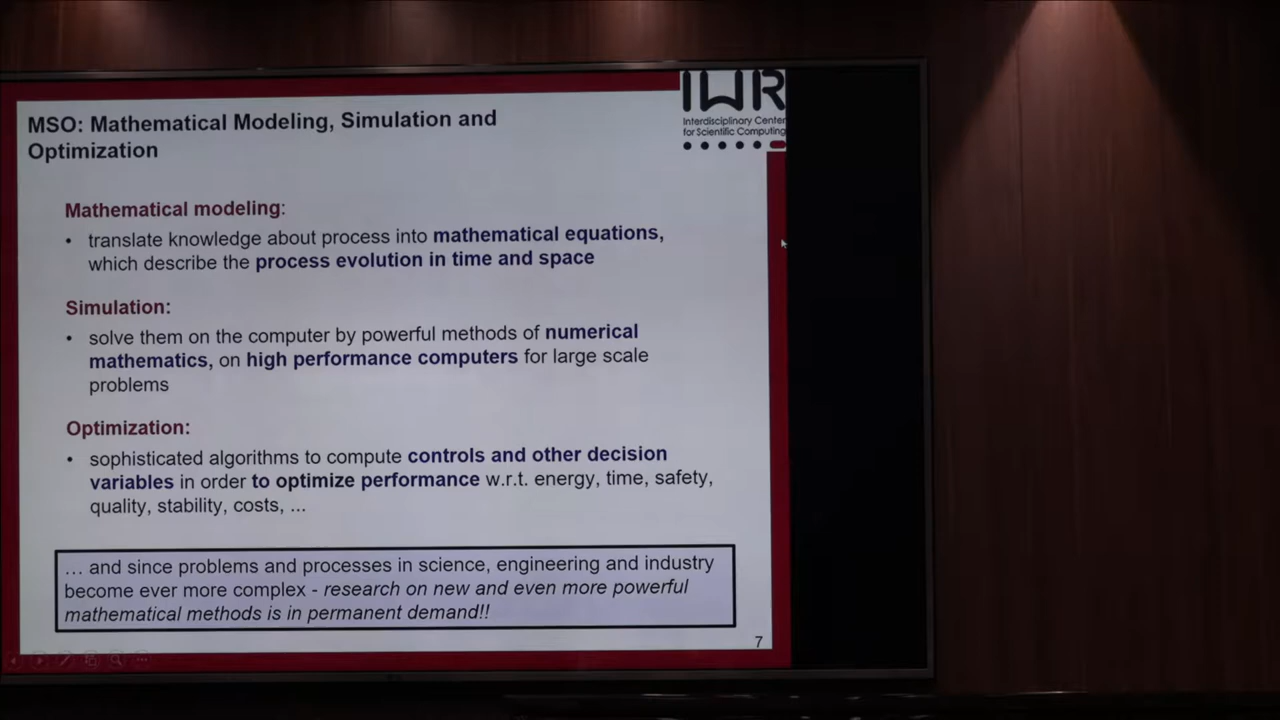 IWR
Interdisciplinary Center
for Scientific Computing
MSO: Mathematical Modeling, Simulation and
Optimization
Mathematical modeling:
• translate knowledge about process into mathematical equations,
which describe the process evolution in time and space
Simulation:
• solve them on the computer by powerful methods of numerical
mathematics, on high performance computers for large scale
problems
Optimization:
• sophisticated algorithms to compute controls and other decision
variables in order to optimize performance w.r.t. energy, time, safety,
quality, stability, costs, ...
... and since problems and processes in science, engineering and industry
become ever more complex - research on new and even more powerful
mathematical methods is in permanent demand!!
7